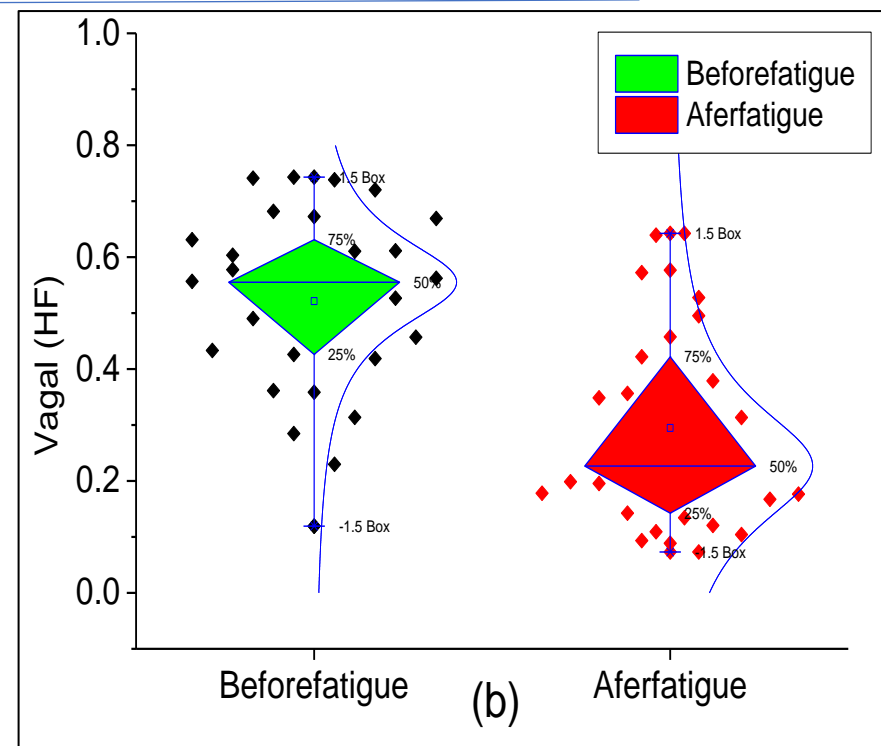 1.0
0.8
0.6
0.4
0.2
0.0
Vagal (HF)
Beforefatigue
Aferfatigue
1.5 Box
75%
50%
25%
-1.5 Box
1.5 Box
75%
50%
25%
-1.5 Box
Beforefatigue
Aferfatigue
(b)